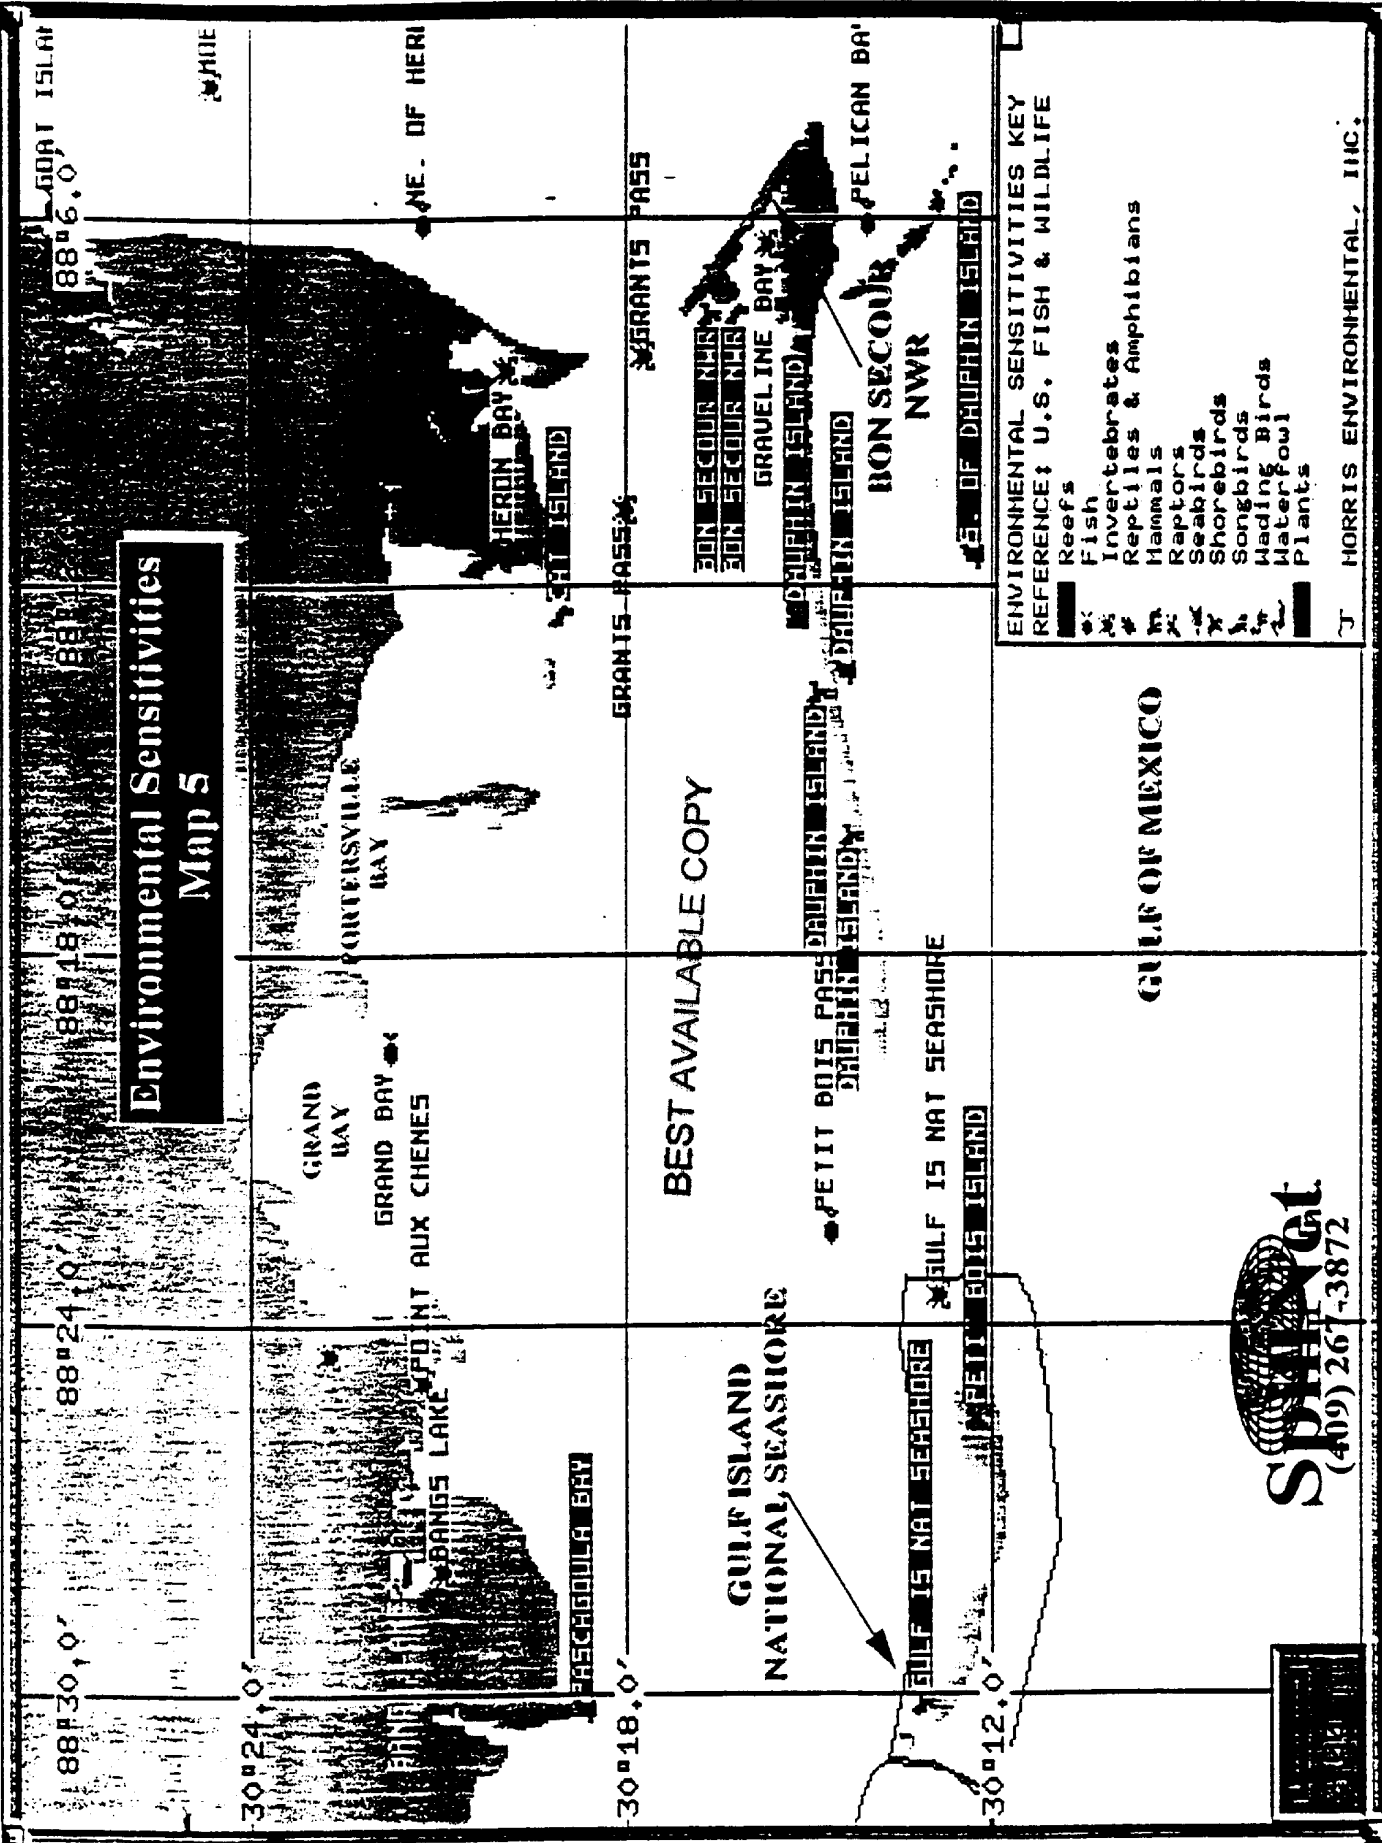 Environmental Sensitivities
Map 5
88°30.0'
88°24.0'
88°18.0'
88°6.0'
GOAT ISLAN
30°24.0'
30°18.0'
30°12.0'
GRAND
BAY
PORTERSVILLE
BAY
GRAND BAY
POINT AUX CHENES
BANGS LAKE
PASCAGOULA BAY
HERON BAY
NE. OF HERI
CAT ISLAND
GRANTS PASS
GRANTS PASS
BEST AVAILABLE COPY
BON SECOUR NWR
BON SECOUR NWR
GRAVELINE BAY
DAUPHIN ISLAND
DAUPHIN ISLAND
DAUPHIN ISLAND
DAUPHIN ISLAND
PETIT BOIS PASS
PELICAN BA
BON SECOUR
NWR
S. OF DAUPHIN ISLAND
GULF ISLAND
NATIONAL SEASHORE
GULF IS NAT SEASHORE
GULF IS NAT SEASHORE
PETIT BOIS ISLAND
GULF OF MEXICO
SpillNet
(409) 267-3872
ENVIRONMENTAL SENSITIVITIES KEY
REFERENCE: U.S. FISH & WILDLIFE
Reefs
Fish
Invertebrates
Reptiles & Amphibians
Mammals
Raptors
Seabirds
Shorebirds
Songbirds
Wading Birds
Waterfowl
Plants
MORRIS ENVIRONMENTAL, INC.